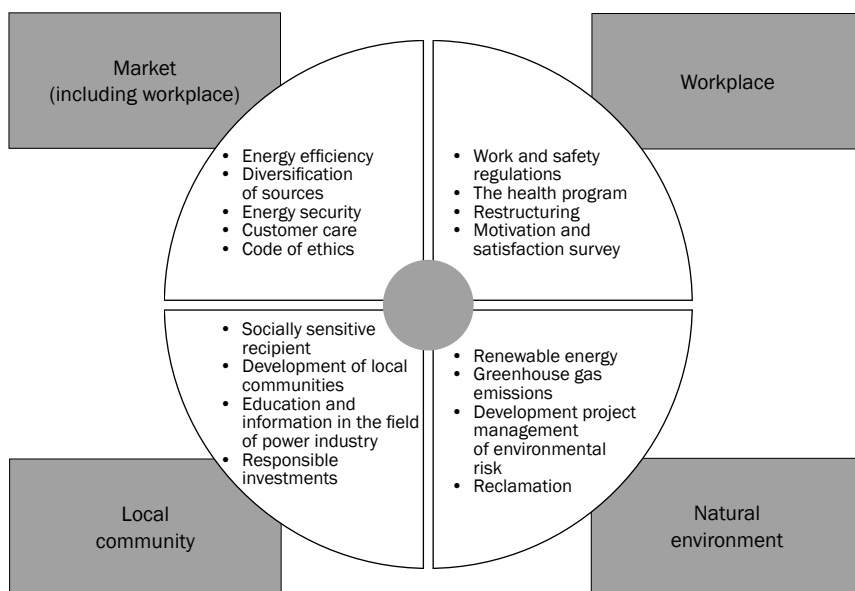 Market
(including workplace)
• Energy efficiency
• Diversification
of sources
• Energy security
• Customer care
• Code of ethics
Workplace
• Work and safety
regulations
• The health program
• Restructuring
• Motivation and
satisfaction survey
• Socially sensitive
recipient
• Development of local
communities
• Education and
information in the field
of power industry
• Responsible
investments
Local
community
• Renewable energy
• Greenhouse gas
emissions
• Development project
management
of environmental
risk
• Reclamation
Natural
environment